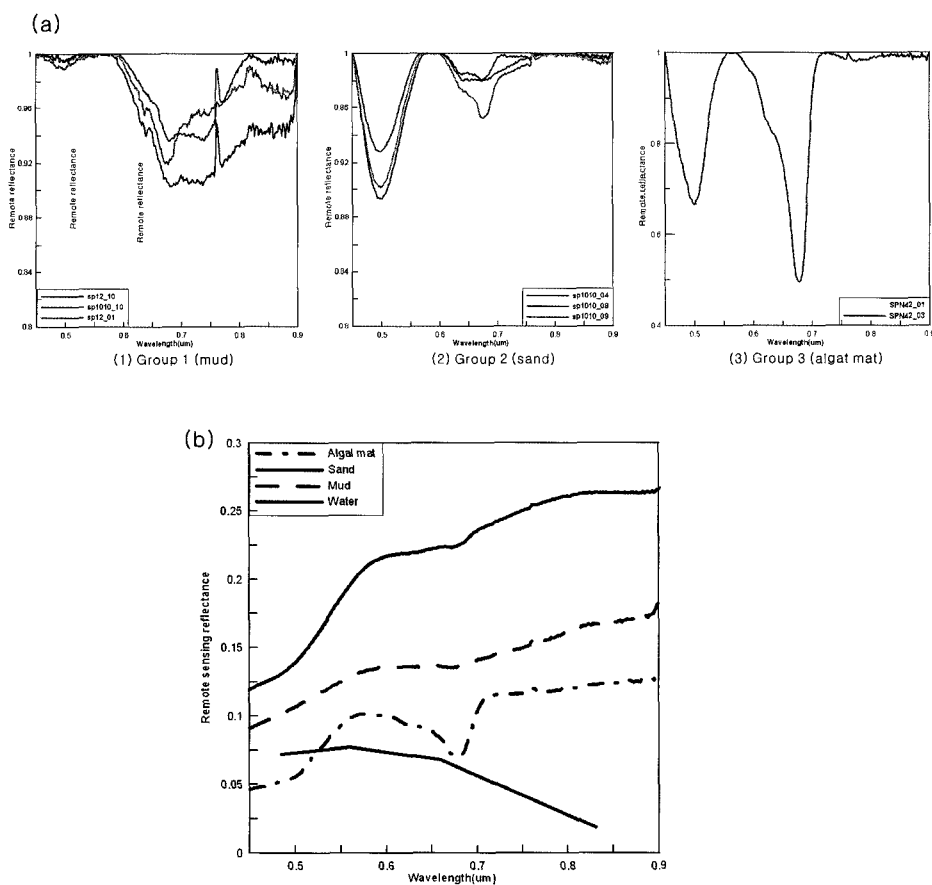 (a)
1
0.96
0.92
0.88
0.84
0.8
Remote reflectance
Remote reflectance
Remote reflectance
sp12_10
sp1010_10
sp12_01
0.5 0.6 0.7 0.8 0.9
Wavelength(um)
(1) Group 1 (mud)
1
0.96
0.92
0.88
0.84
0.8
Remote reflectance
sp1010_04
sp1010_08
sp1010_09
0.5 0.6 0.7 0.8 0.9
Wavelength(um)
(2) Group 2 (sand)
1
0.8
0.6
0.4
Remote reflectance
SPN42_01
SPN42_03
0.5 0.6 0.7 0.8 0.9
Wavelength(um)
(3) Group 3 (algat mat)
(b)
0.3
0.25
0.2
0.15
0.1
0.05
0
Remote sensing reflectance
Algal mat
Sand
Mud
Water
0.5 0.6 0.7 0.8 0.9
Wavelength(um)